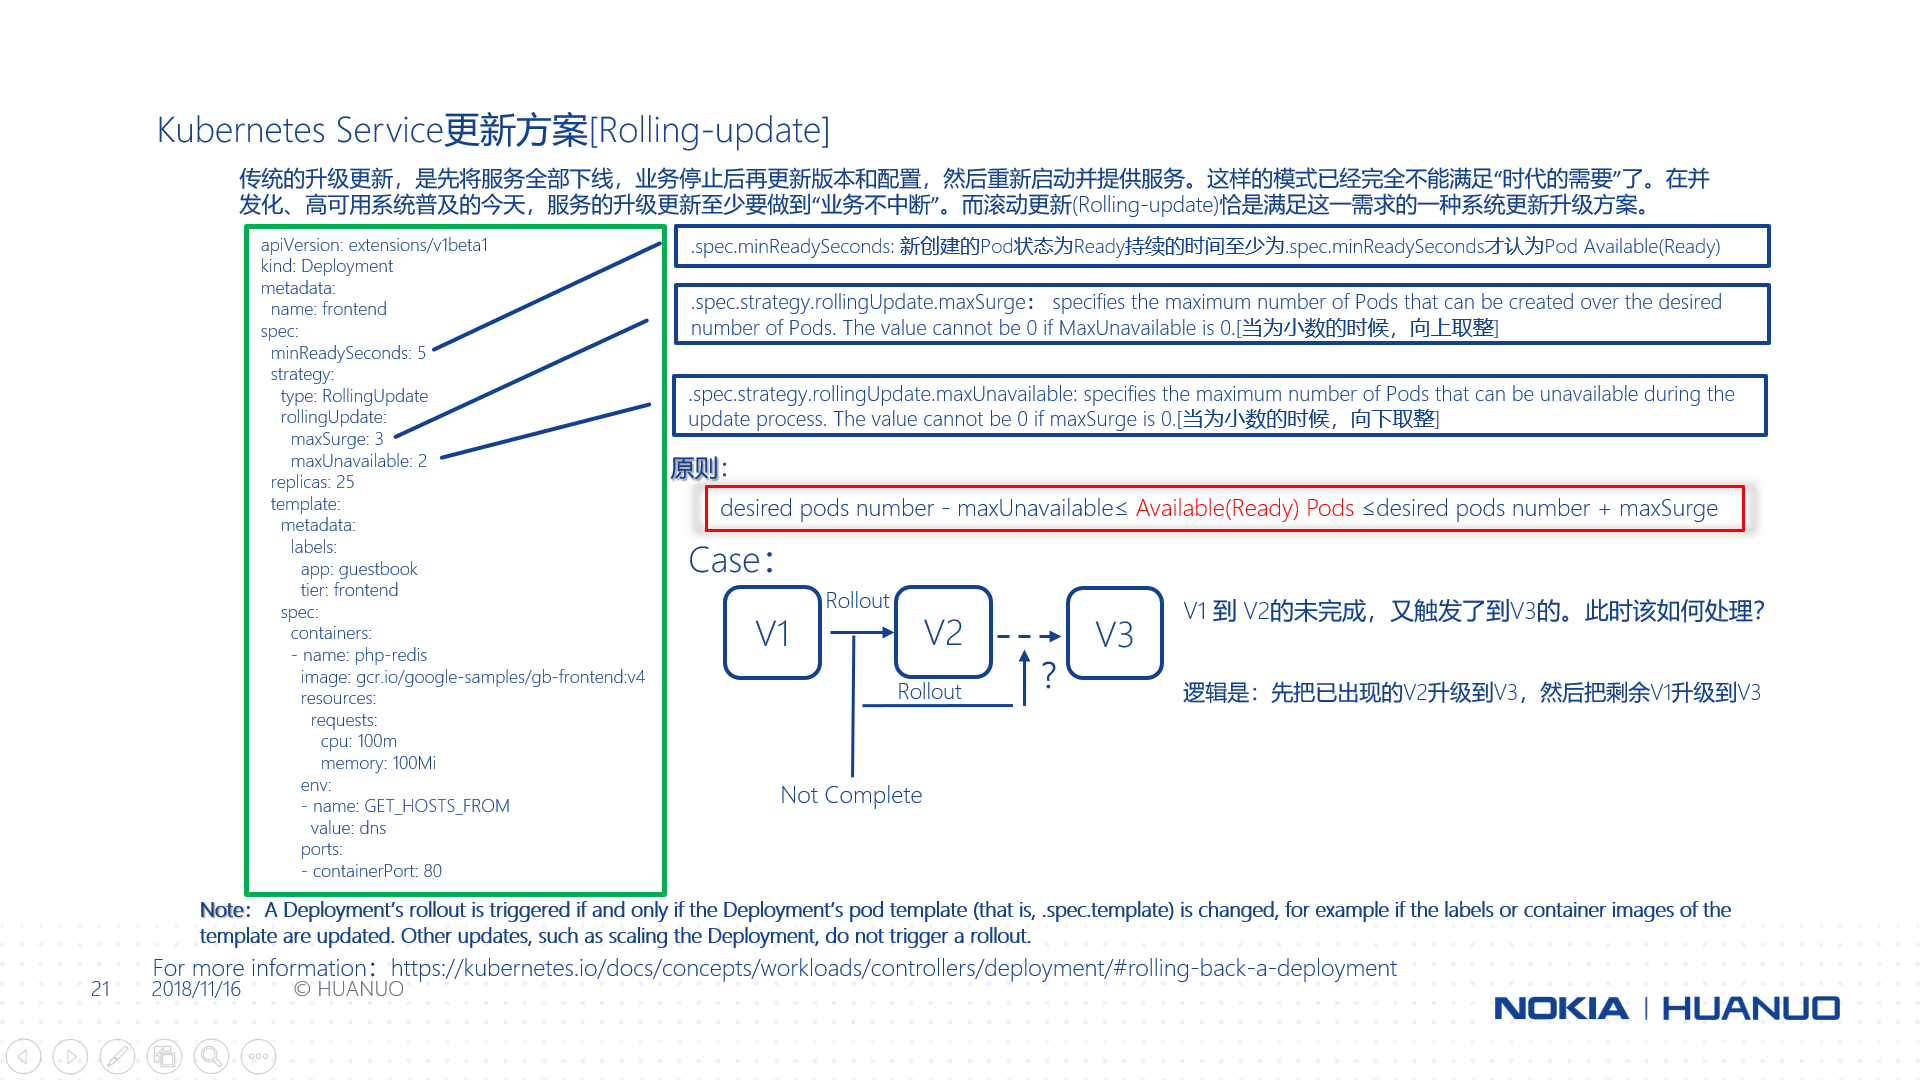 Kubernetes Service更新方案[Rolling-update]
传统的升级更新，是先将服务全部下线，业务停止后再更新版本和配置，然后重新启动并提供服务。这样的模式已经完全不能满足“时代的需要”了。在并
发化、高可用系统普及的今天，服务的升级更新至少要做到“业务不中断”。而滚动更新(Rolling-update)恰是满足这一需求的一种系统更新升级方案。
apiVersion: extensions/v1beta1
kind: Deployment
metadata:
name: frontend
spec:
minReadySeconds: 5
strategy:
type: RollingUpdate
rollingUpdate:
maxSurge: 3
maxUnavailable: 2
replicas: 25
template:
metadata:
labels:
app: guestbook
tier: frontend
spec:
containers:
- name: php-redis
image: gcr.io/google-samples/gb-frontend:v4
resources:
requests:
cpu: 100m
memory: 100Mi
env:
- name: GET_HOSTS_FROM
value: dns
ports:
- containerPort: 80
.spec.minReadySeconds: 新创建的Pod状态为Ready持续的时间至少为.spec.minReadySeconds才认为Pod Available(Ready)
.spec.strategy.rollingUpdate.maxSurge： specifies the maximum number of Pods that can be created over the desired
number of Pods. The value cannot be 0 if MaxUnavailable is 0.[当为小数的时候，向上取整]
.spec.strategy.rollingUpdate.maxUnavailable: specifies the maximum number of Pods that can be unavailable during the
update process. The value cannot be 0 if maxSurge is 0.[当为小数的时候，向下取整]
原则：
desired pods number - maxUnavailable≤ Available(Ready) Pods ≤desired pods number + maxSurge
Case：
V1
Rollout
V2
V3
Rollout
?
Not Complete
V1 到 V2的未完成，又触发了到V3的。此时该如何处理？
逻辑是：先把已出现的V2升级到V3，然后把剩余V1升级到V3
Note： A Deployment’s rollout is triggered if and only if the Deployment’s pod template (that is, .spec.template) is changed, for example if the labels or container images of the
template are updated. Other updates, such as scaling the Deployment, do not trigger a rollout.
For more information：https://kubernetes.io/docs/concepts/workloads/controllers/deployment/#rolling-back-a-deployment
21 2018/11/16 © HUANUO
NOKIA | HUANUO